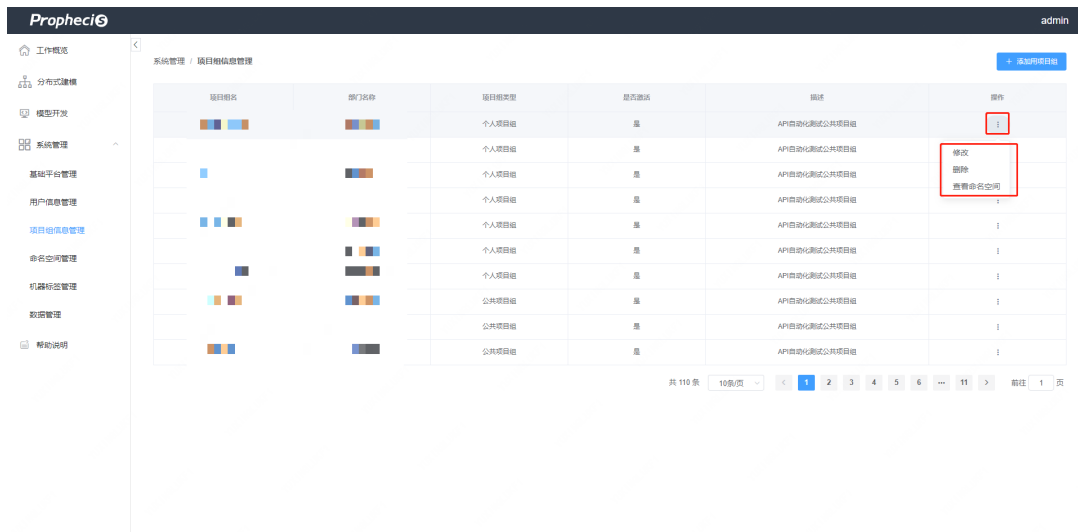 PropheciS
admin
工作概览
分布式建模
模型开发
系统管理
基础平台管理
用户信息管理
项目组信息管理
命名空间管理
机器标签管理
数据管理
帮助说明
系统管理 / 项目组信息管理
+ 添加用项目组
项目组名 部门名称 项目组类型 是否激活 描述 操作
个人项目组 是 API自动化测试公共项目组
个人项目组 是 API自动化测试公共项目组
个人项目组 是 API自动化测试公共项目组
个人项目组 是 API自动化测试公共项目组
个人项目组 是 API自动化测试公共项目组
个人项目组 是 API自动化测试公共项目组
个人项目组 是 API自动化测试公共项目组
公共项目组 是 API自动化测试公共项目组
公共项目组 是 API自动化测试公共项目组
公共项目组 是 API自动化测试公共项目组
修改
删除
查看命名空间
共 110 条 10条/页 < 1 2 3 4 5 6 ... 11 > 前往 1 页